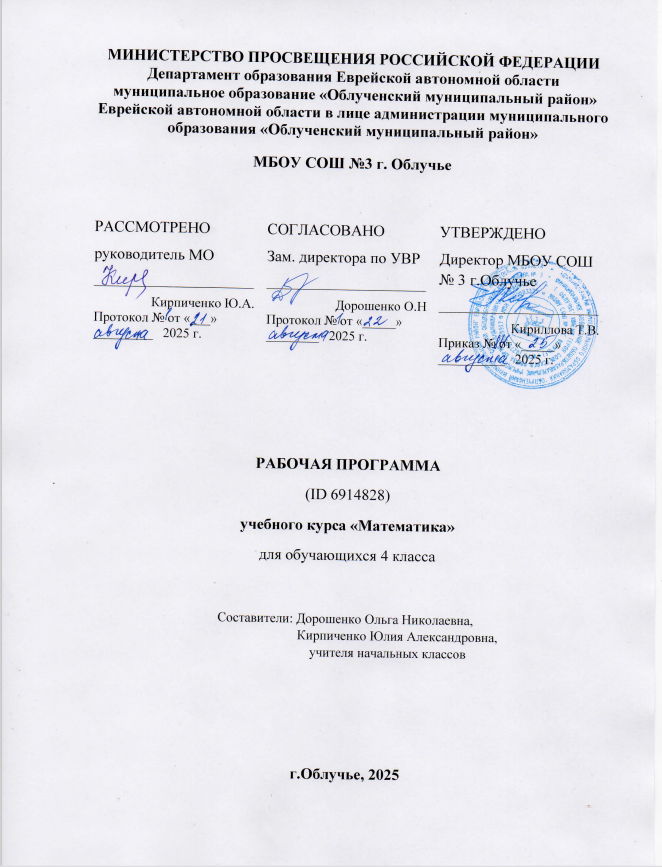 МИНИСТЕРСТВО ПРОСВЕЩЕНИЯ РОССИЙСКОЙ ФЕДЕРАЦИИ
Департамент образования Еврейской автономной области
муниципальное образование «Облученский муниципальный район»
Еврейской автономной области в лице администрации муниципального
образования «Облученский муниципальный район»
МБОУ СОШ №3 г. Облучье
РАССМОТРЕНО
руководитель МО
Кирпиченко Ю.А.
Протокол №1 от «21»
августа 2025 г.
СОГЛАСОВАНО
Зам. директора по УВР
Дорошенко О.Н
Протокол №1 от «22 »
августа 2025 г.
УТВЕРЖДЕНО
Директор МБОУ СОШ
№ 3 г.Облучье
Кириллова Т.В.
Приказ № от « 25 »
августа 2025 г.
РАБОЧАЯ ПРОГРАММА
(ID 6914828)
учебного курса «Математика»
для обучающихся 4 класса
Составители: Дорошенко Ольга Николаевна,
Кирпиченко Юлия Александровна,
учителя начальных классов
г.Облучье, 2025